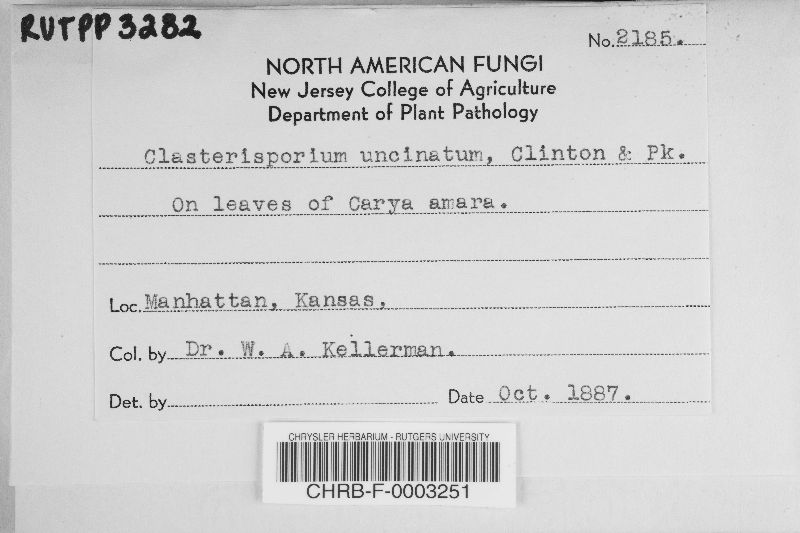 RUTPP 3282
No. 2185.
NORTH AMERICAN FUNGI
New Jersey College of Agriculture
Department of Plant Pathology
Clasterisporium uncinatum, Clinton & Pk.
On leaves of Carya amara.
Loc. Manhattan, Kansas,
Col. by Dr. W. A. Kellerman.
Det. by
Date Oct. 1887.
CHRYSLER HERBARIUM - RUTGERS UNIVERSITY
CHRB-F-0003251